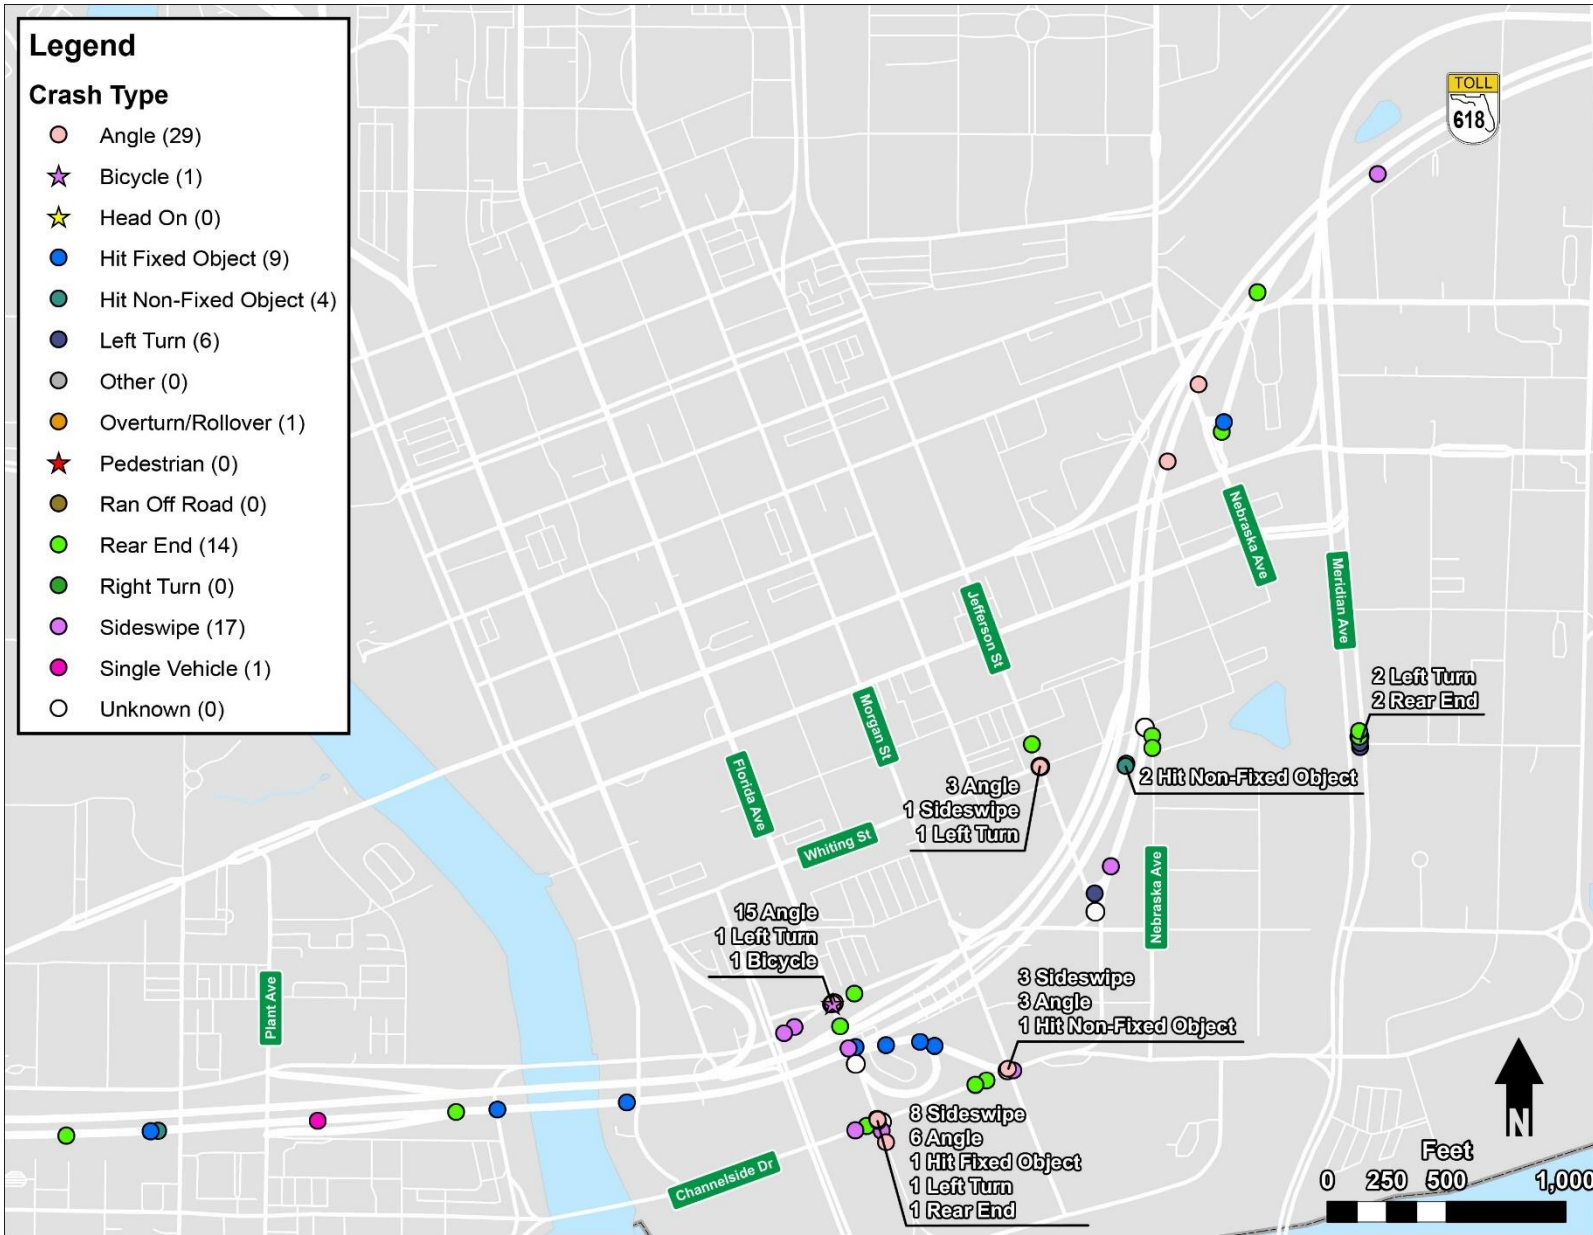 Legend
Crash Type
Angle (29)
Bicycle (1)
Head On (0)
Hit Fixed Object (9)
Hit Non-Fixed Object (4)
Left Turn (6)
Other (0)
Overturn/Rollover (1)
Pedestrian (0)
Ran Off Road (0)
Rear End (14)
Right Turn (0)
Sideswipe (17)
Single Vehicle (1)
Unknown (0)
TOLL
618
Nebraska Ave
Meridian Ave
Jefferson St
Morgan St
Florida Ave
Whiting St
2 Left Turn
2 Rear End
3 Angle
1 Sideswipe
1 Left Turn
2 Hit Non-Fixed Object
Nebraska Ave
15 Angle
1 Left Turn
1 Bicycle
Plant Ave
3 Sideswipe
3 Angle
1 Hit Non-Fixed Object
8 Sideswipe
6 Angle
1 Hit Fixed Object
1 Left Turn
1 Rear End
Channelside Dr
N
Feet
0 250 500 1,000